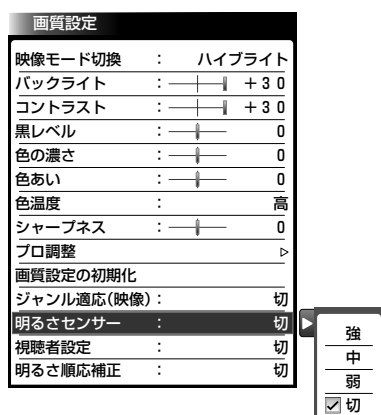 画質設定
映像モード切換 : ハイブライト
バックライト : +30
コントラスト : +30
黒レベル : 0
色の濃さ : 0
色あい : 0
色温度 : 高
シャープネス : 0
プロ調整
画質設定の初期化
ジャンル適応(映像) : 切
明るさセンサー : 切
視聴者設定 : 切
明るさ順応補正 : 切
強
中
弱
切